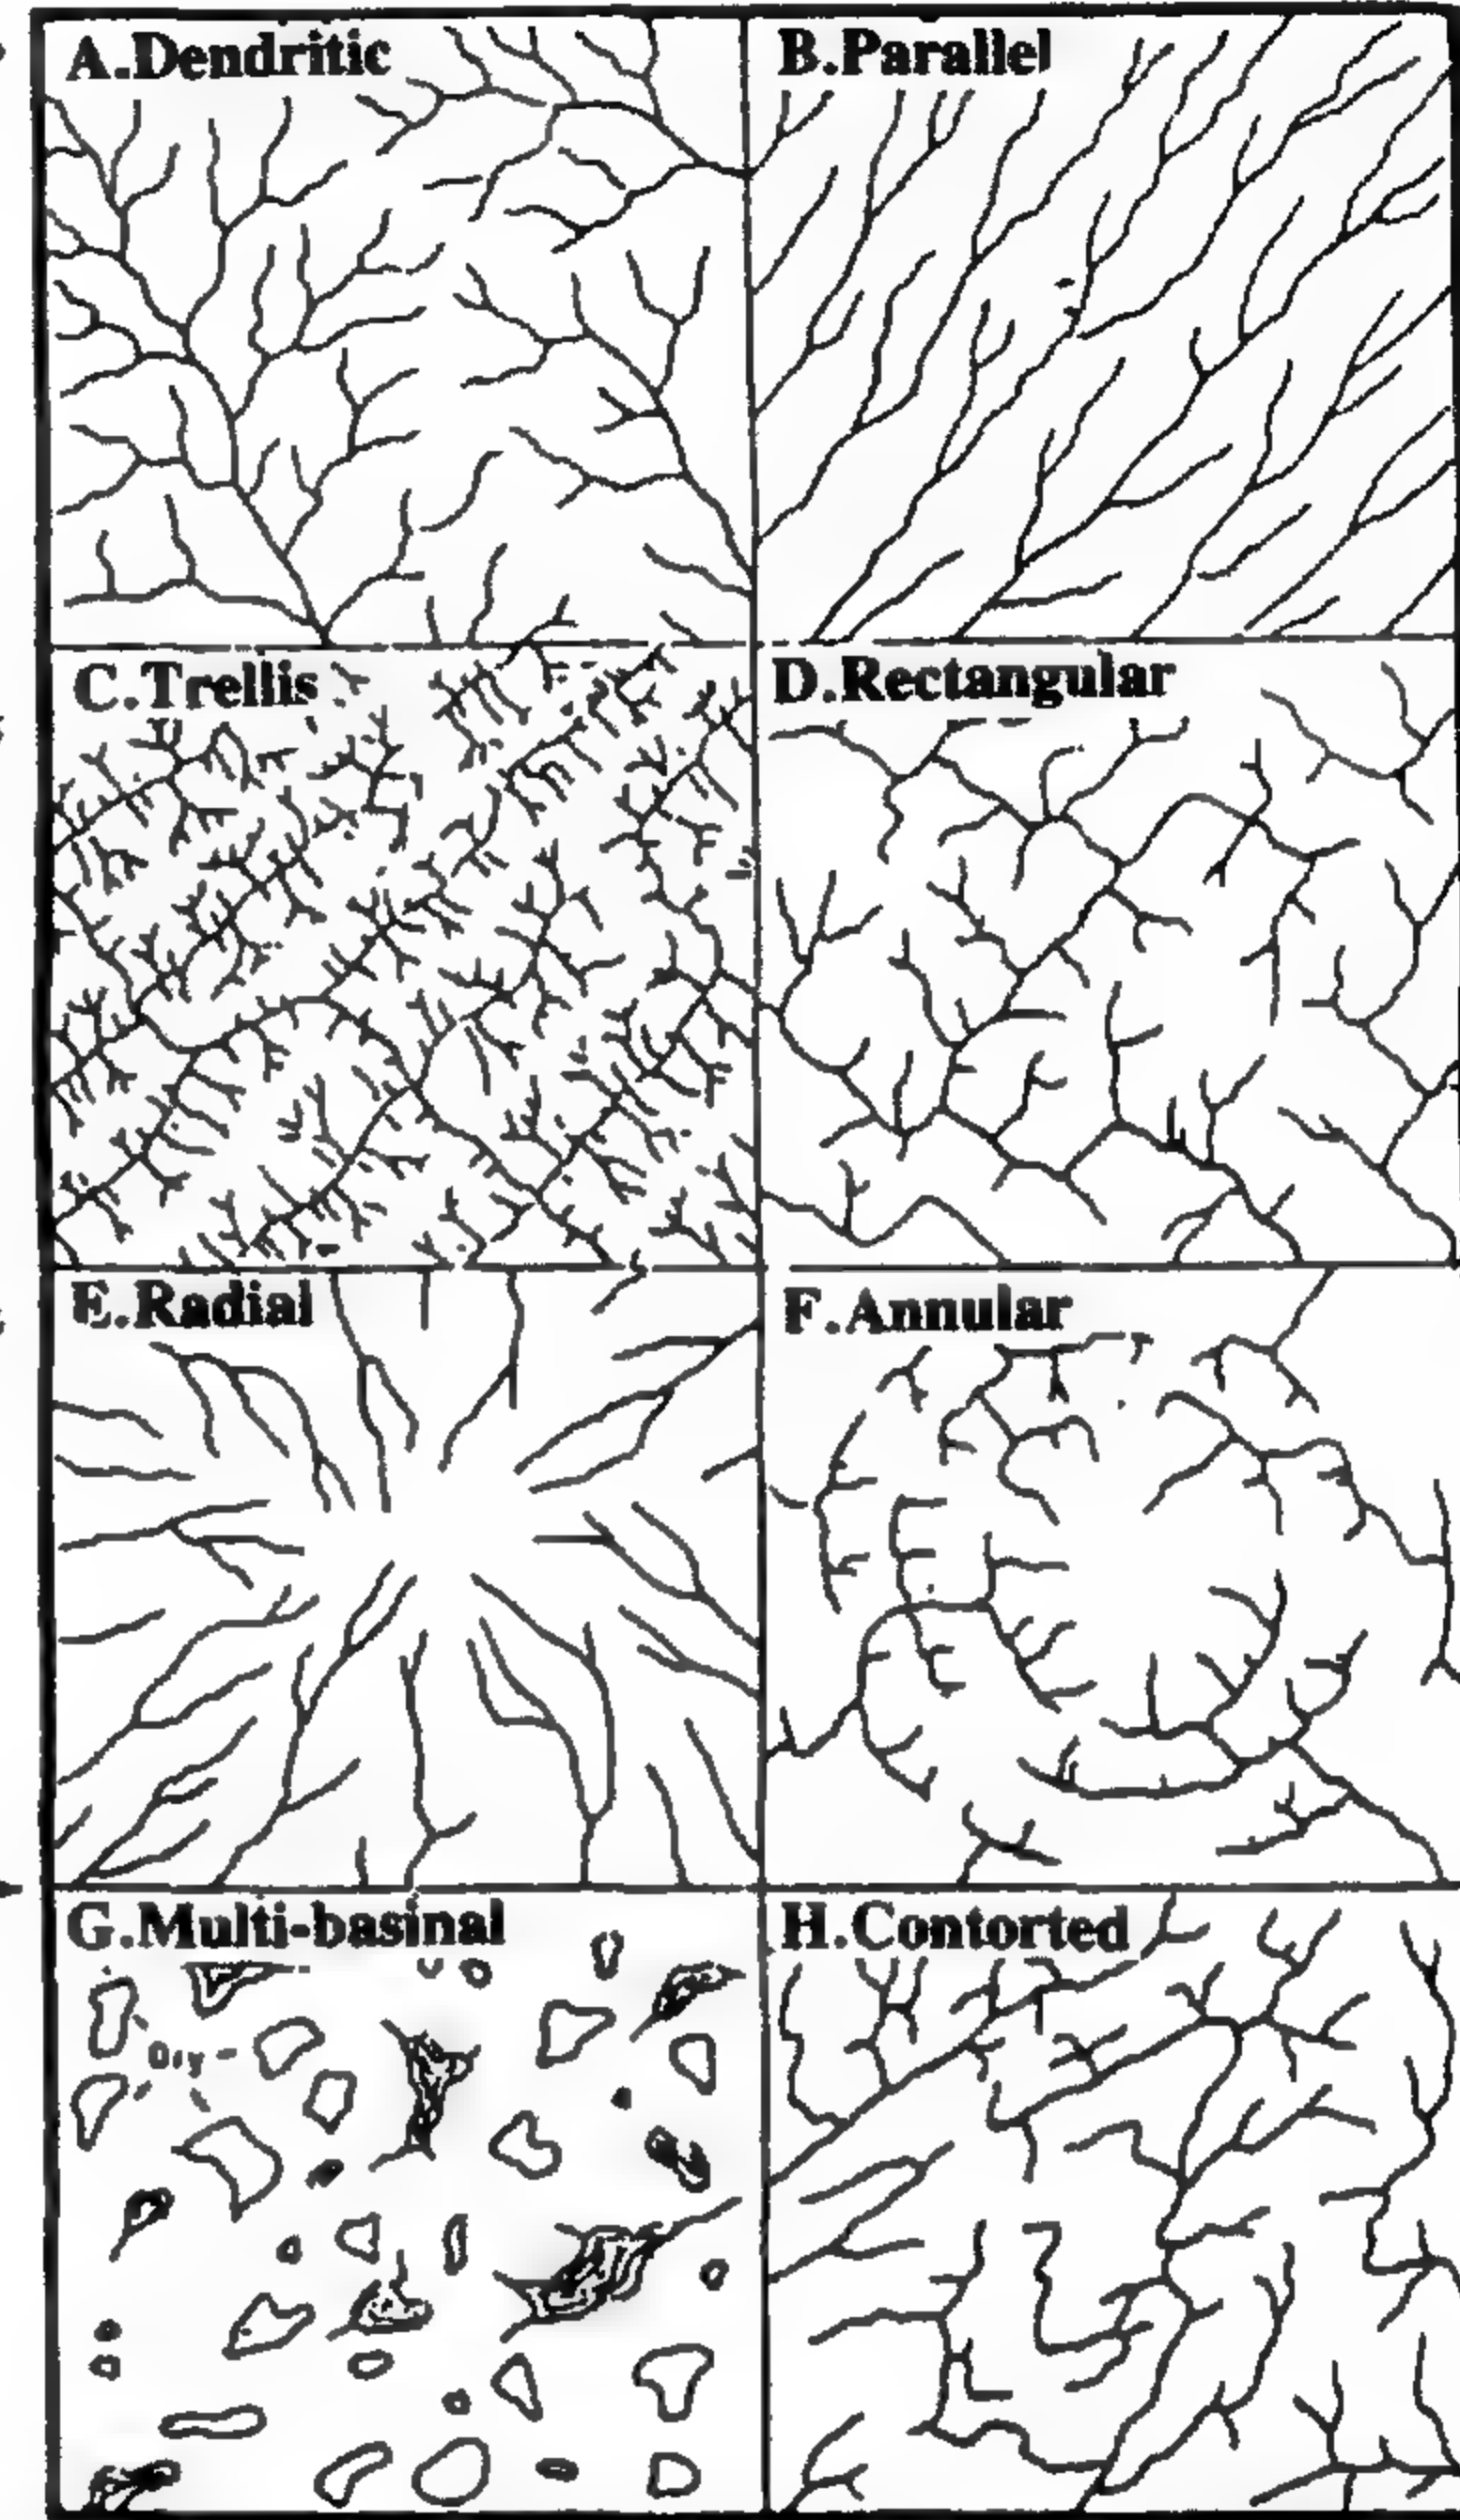 A.Dendritic
B.Parallel
C.Trellis
D.Rectangular
E.Radial
F.Annular
G.Multi-basinal
H.Contorted
Dry